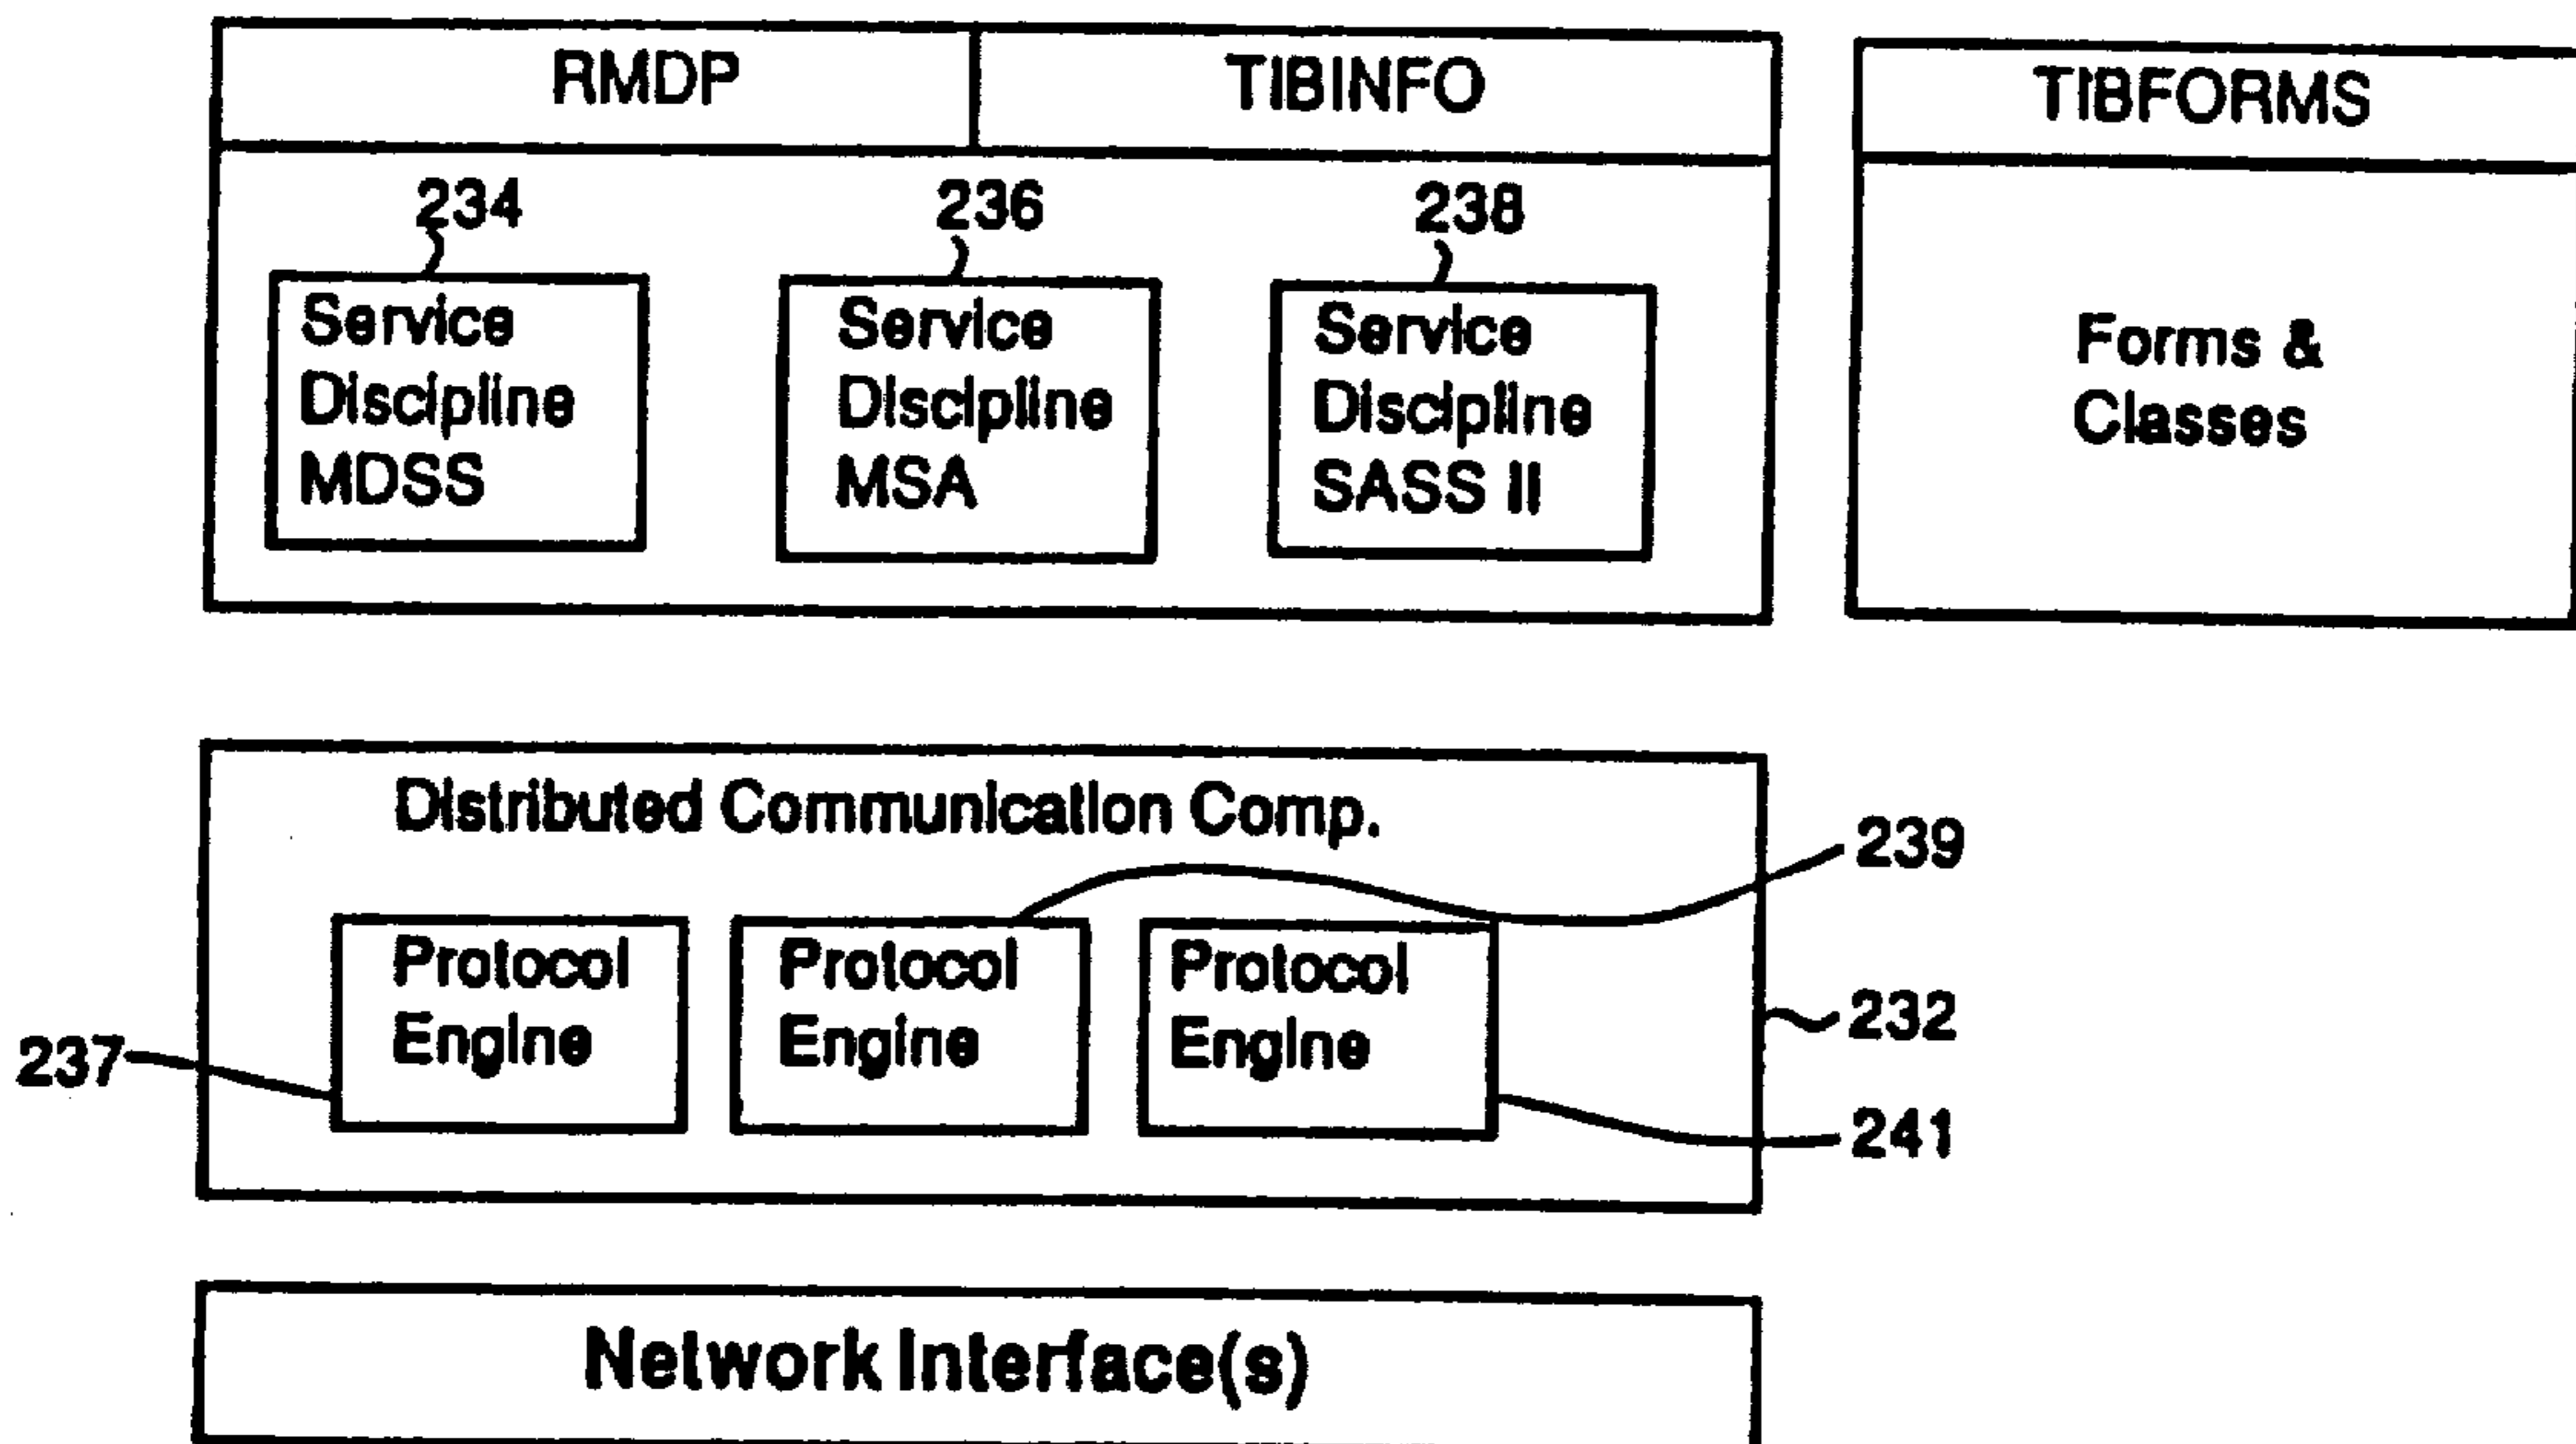 RMDP
TIBINFO
TIBFORMS
234
236
238
Service
Discipline
MDSS
Service
Discipline
MSA
Service
Discipline
SASS II
Forms &
Classes
Distributed Communication Comp.
239
Protocol
Engine
Protocol
Engine
Protocol
Engine
237
232
241
Network Interface(s)